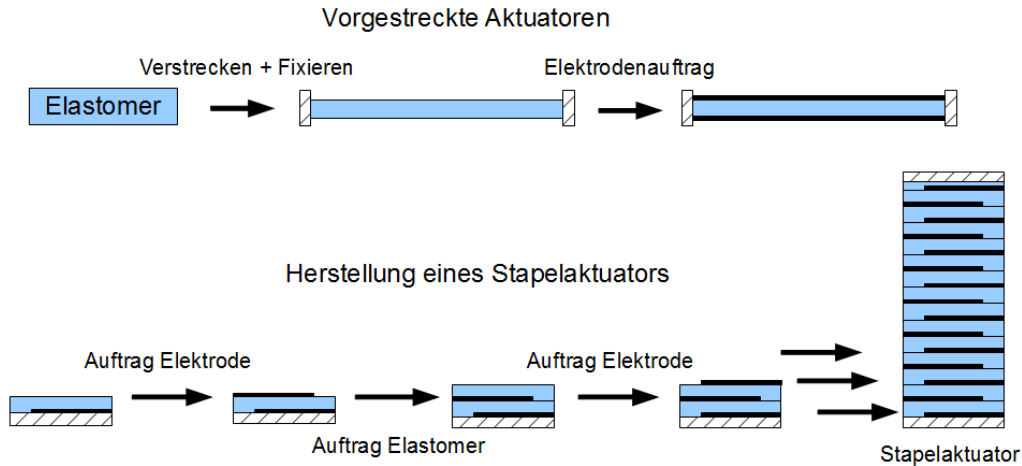 Vorgestreckte Aktuatoren
Verstrecken + Fixieren
Elektrodenauftrag
Elastomer
Herstellung eines Stapelaktuators
Auftrag Elektrode
Auftrag Elektrode
Auftrag Elastomer
Stapelaktuator